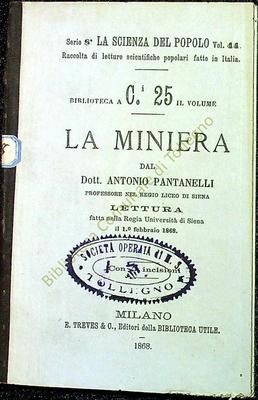 Serie 8ª LA SCIENZA DEL POPOLO Vol. 44.
Raccolta di letture scientifiche popolari fatte in Italia.
BIBLIOTECA A C.i 25 IL VOLUME
LA MINIERA
DAL
Dott. ANTONIO PANTANELLI
PROFESSORE NEL REGIO LICEO DI SIENA
LETTURA
fatta nella Regia Università di Siena
il 1.º febbraio 1868.
SOCIETÀ OPERAIA di M. S.
Con incisioni
TOLLEGNO
MILANO
E. TREVES & C., Editori della BIBLIOTECA UTILE.
1868.